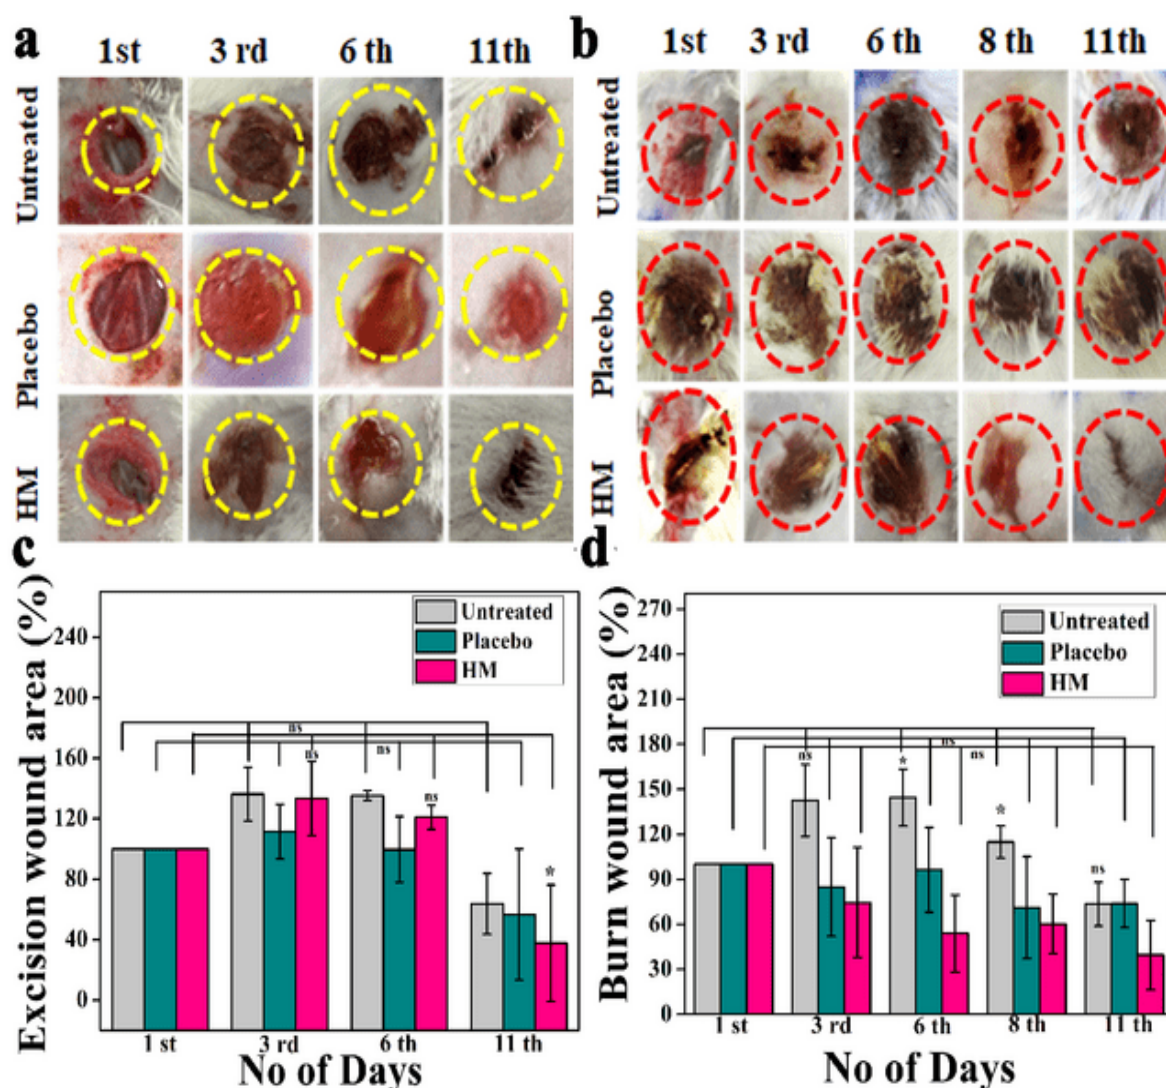 a
1st 3 rd 6 th 11th
Untreated
Placebo
HM
b
1st 3 rd 6 th 8 th 11th
Untreated
Placebo
HM
c
Excision wound area (%)
240
200
160
120
80
40
0
Untreated
Placebo
HM
ns
ns
ns
ns
*
1 st 3 rd 6 th 11 th
No of Days
d
Burn wound area (%)
270
240
210
180
150
120
90
60
30
0
Untreated
Placebo
HM
ns
ns
ns
*
*
ns
1 st 3 rd 6 th 8 th 11 th
No of Days